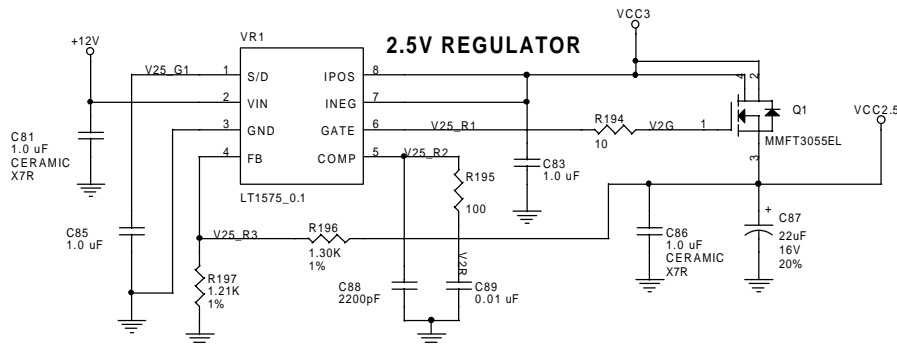 VCC3
+12V
VR1
2.5V REGULATOR
V25_G1
1
S/D
IPOS
8
4
2
2
VIN
INEG
7
R194
Q1
VCC2.5
3
GND
GATE
6
V25_R1
V2G
1
C81
1.0 uF
CERAMIC
X7R
10
MMFT3055EL
4
FB
COMP
5
V25_R2
C83
1.0 uF
3
R195
100
LT1575_0.1
C85
1.0 uF
V25_R3
R196
1.30K
1%
C86
1.0 uF
CERAMIC
X7R
+
C87
22uF
16V
20%
V2R
R197
1.21K
1%
C88
2200pF
C89
0.01 uF